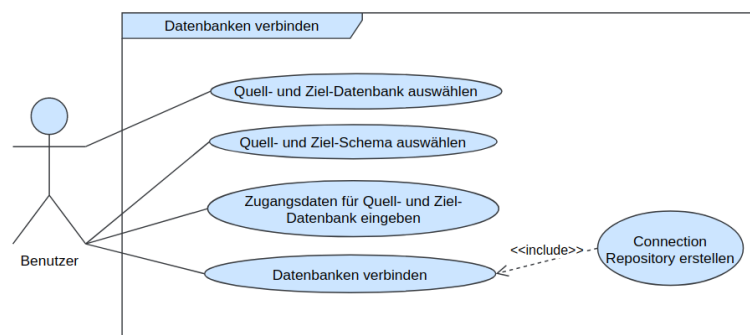 Datenbanken verbinden
Quell- und Ziel-Datenbank auswählen
Quell- und Ziel-Schema auswählen
Zugangsdaten für Quell- und Ziel-
Datenbank eingeben
Datenbanken verbinden
<<include>>
Connection
Repository erstellen
Benutzer